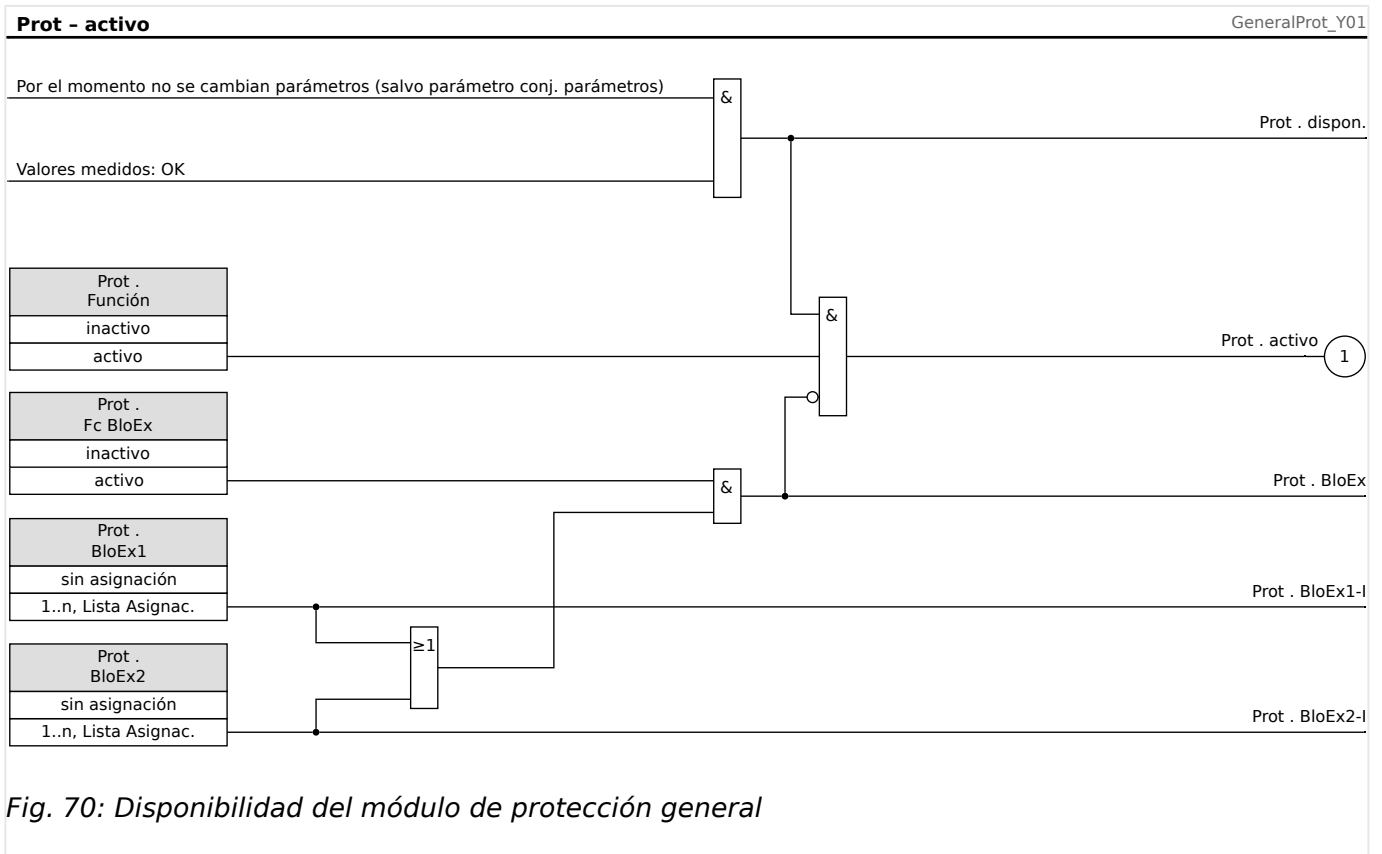 Prot – activo
GeneralProt_Y01
Por el momento no se cambian parámetros (salvo parámetro conj. parámetros)
&
Prot . dispon.
Valores medidos: OK
Prot .
Función
inactivo
activo
&
Prot . activo
1
Prot .
Fc BloEx
inactivo
activo
&
Prot . BloEx
Prot .
BloEx1
sin asignación
1..n, Lista Asignac.
Prot . BloEx1-I
≥1
Prot .
BloEx2
sin asignación
1..n, Lista Asignac.
Prot . BloEx2-I
Fig. 70: Disponibilidad del módulo de protección general